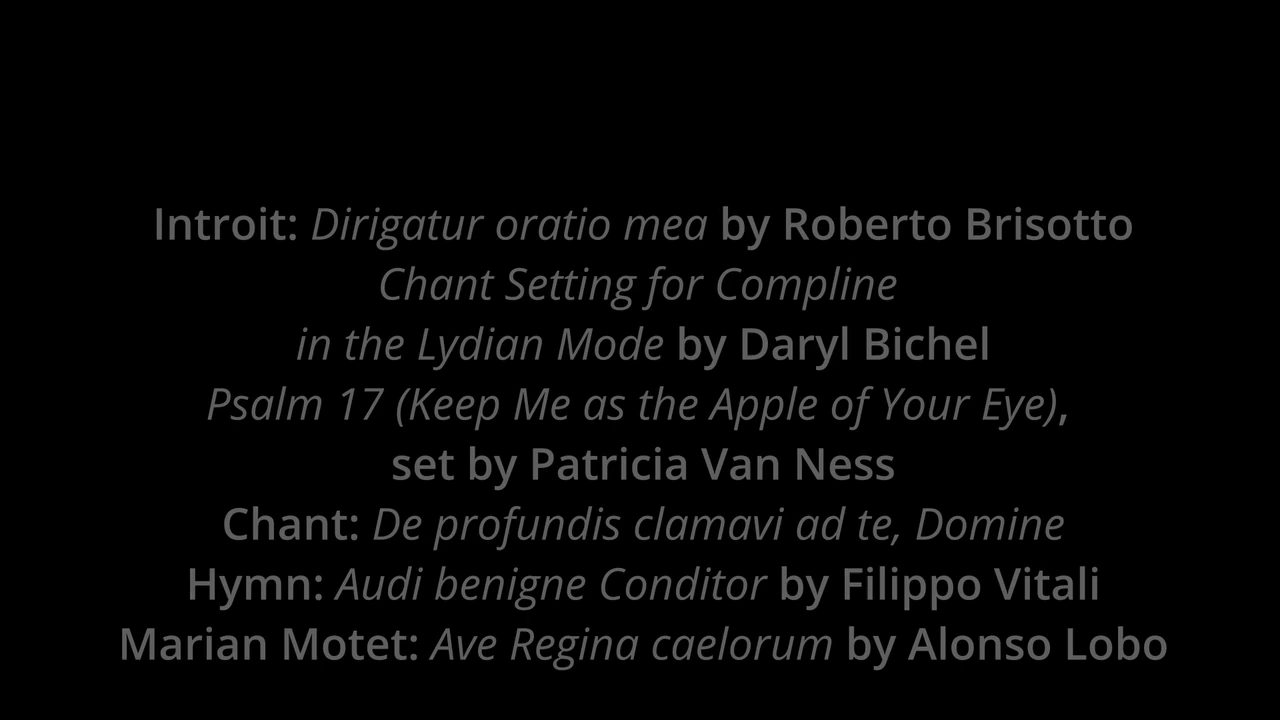 Introit: Dirigatur oratio mea by Roberto Brisotto
Chant Setting for Compline
in the Lydian Mode by Daryl Bichel
Psalm 17 (Keep Me as the Apple of Your Eye),
set by Patricia Van Ness
Chant: De profundis clamavi ad te, Domine
Hymn: Audi benigne Conditor by Filippo Vitali
Marian Motet: Ave Regina caelorum by Alonso Lobo